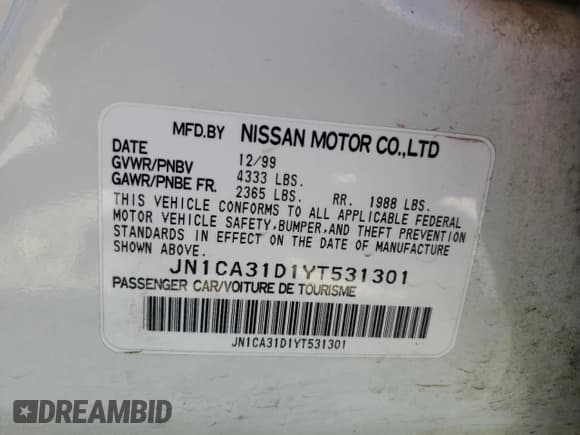 MFD.BY NISSAN MOTOR CO.,LTD
DATE 12/99
GVWR/PNBV 4333 LBS.
GAWR/PNBE FR. 2365 LBS. RR. 1988 LBS.
THIS VEHICLE CONFORMS TO ALL APPLICABLE FEDERAL
MOTOR VEHICLE SAFETY,BUMPER,AND THEFT PREVENTION
STANDARDS IN EFFECT ON THE DATE OF MANUFACTURE
SHOWN ABOVE.
JN1CA31D1YT531301
PASSENGER CAR/VOITURE DE TOURISME
JN1CA31D1YT531301
DREAMBID